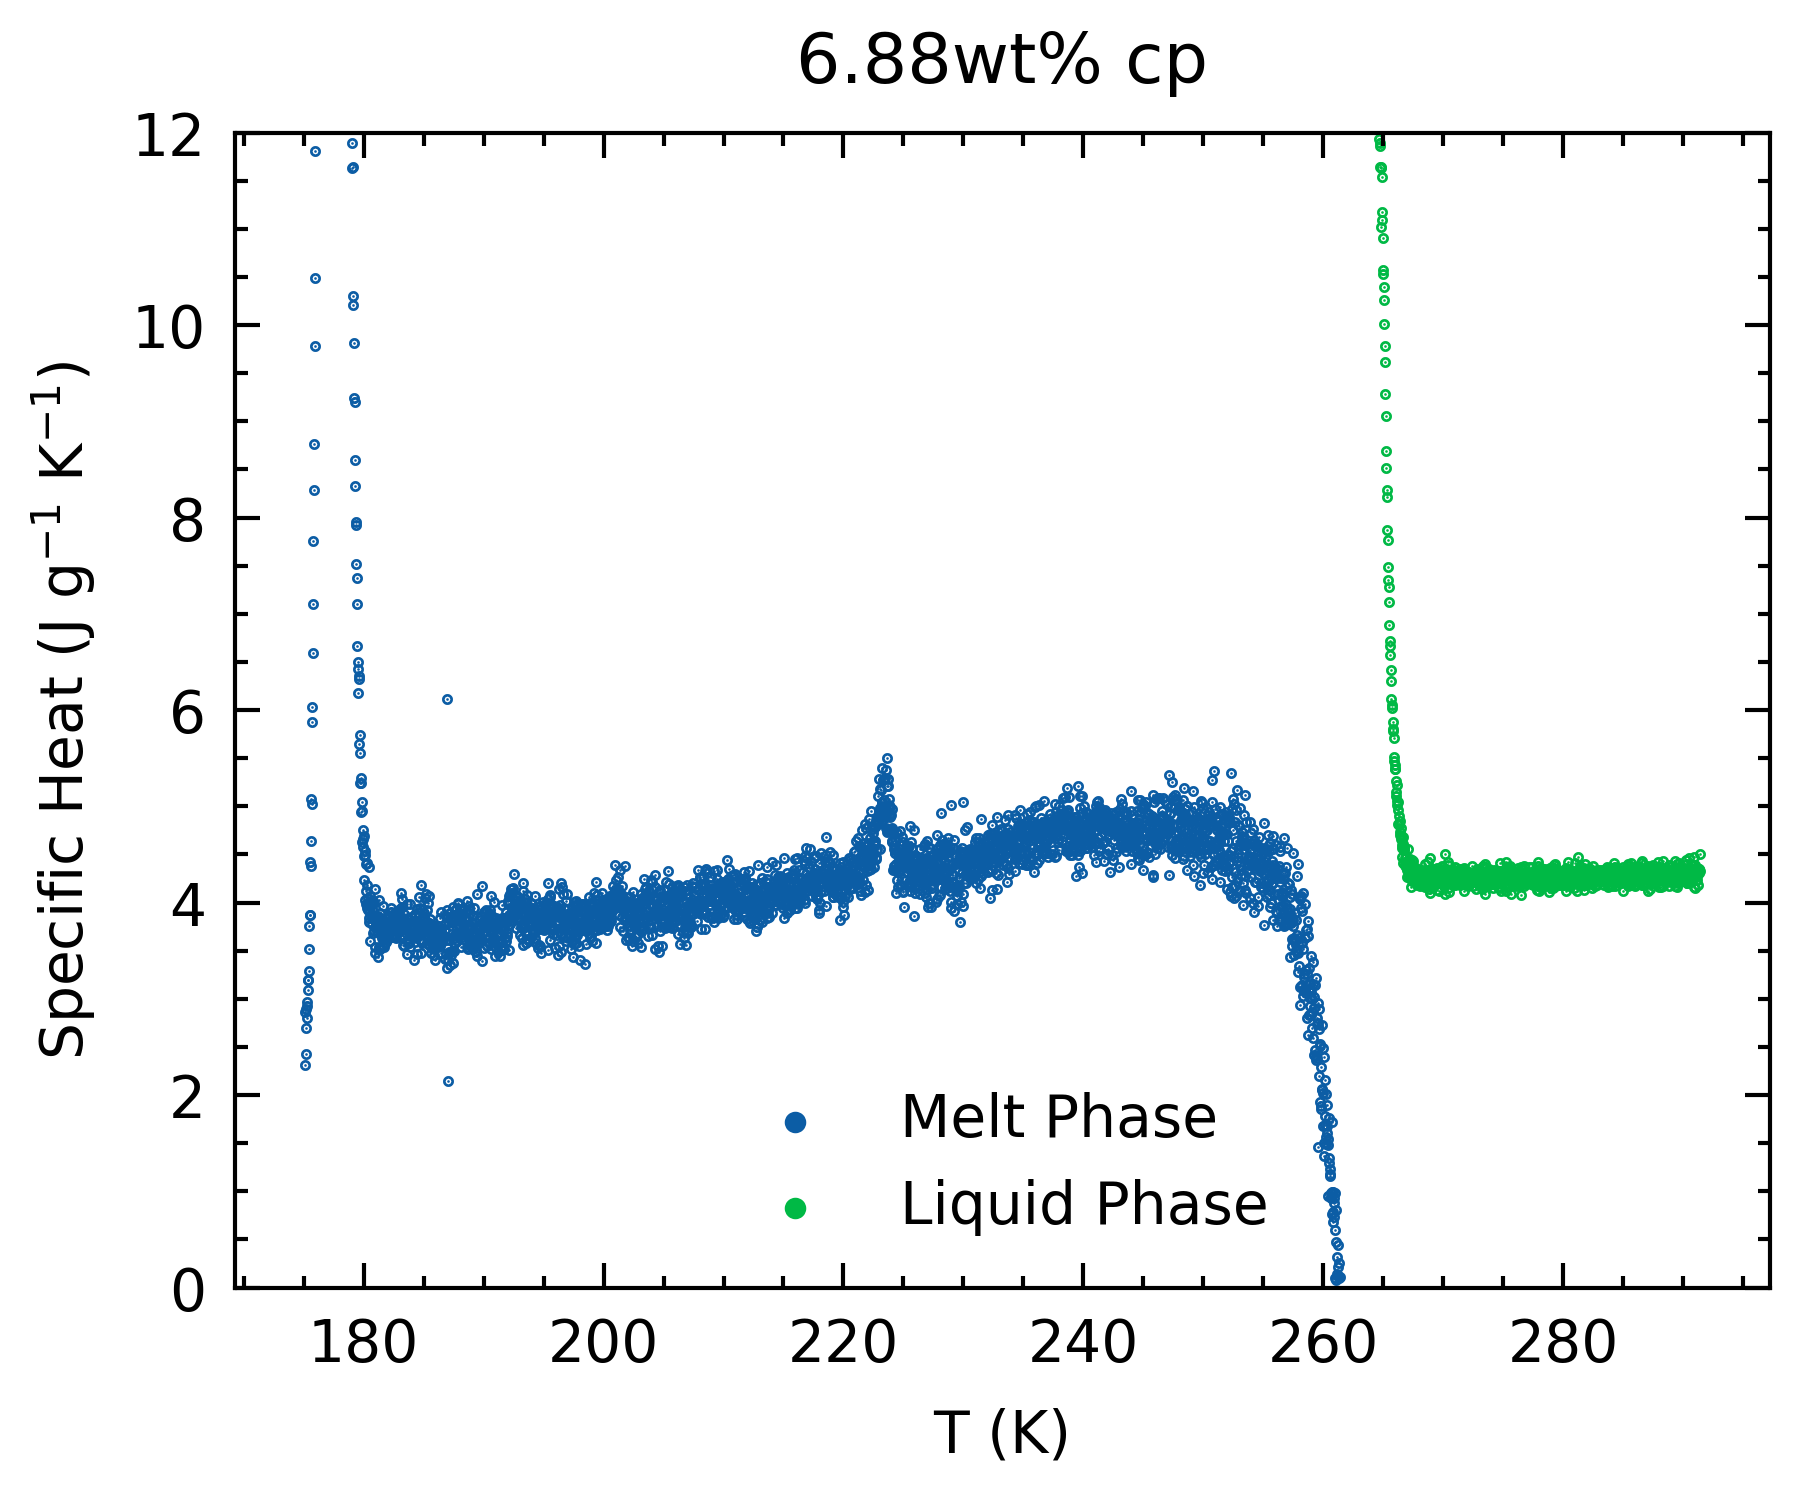 6.88wt% cp
12
10
8
6
4
2
0
Specific Heat (J g⁻¹ K⁻¹)
Melt Phase
Liquid Phase
180 200 220 240 260 280
T (K)